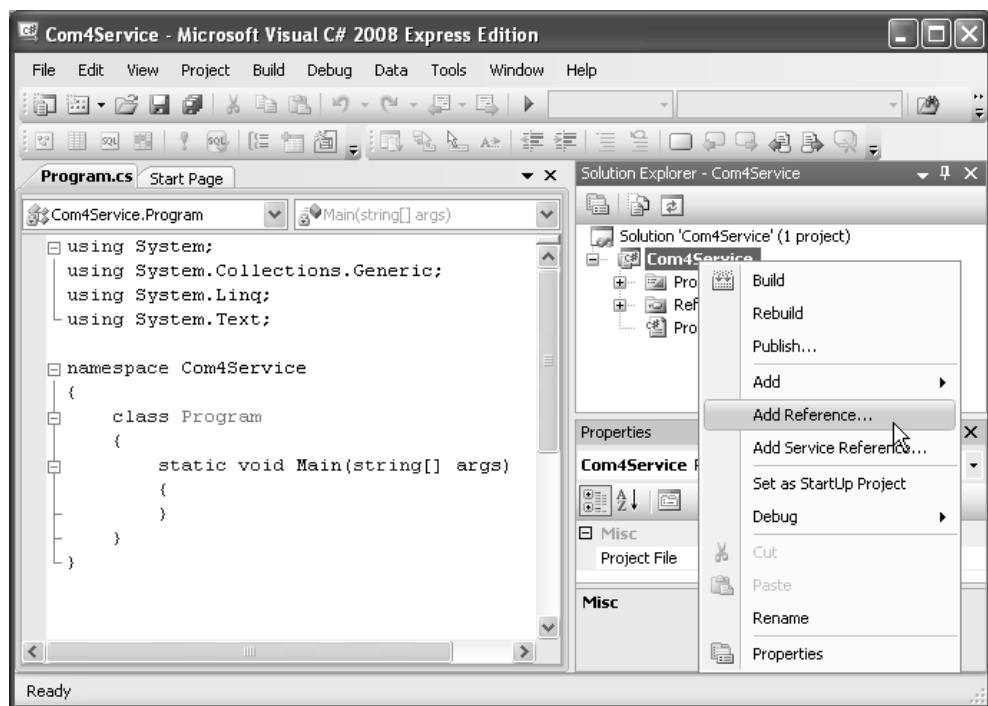 Com4Service - Microsoft Visual C# 2008 Express Edition
File Edit View Project Build Debug Data Tools Window Help
Program.cs Start Page
Com4Service.Program Main(string[] args)
using System;
using System.Collections.Generic;
using System.Linq;
using System.Text;
namespace Com4Service
{
class Program
{
static void Main(string[] args)
{
}
}
}
Solution Explorer - Com4Service
Solution 'Com4Service' (1 project)
Com4Service
Pro
Ref
Pro
Build
Rebuild
Publish...
Add
Add Reference...
Add Service Reference...
Set as StartUp Project
Debug
Cut
Paste
Rename
Properties
Properties
Com4Service
Misc
Project File
Misc
Ready